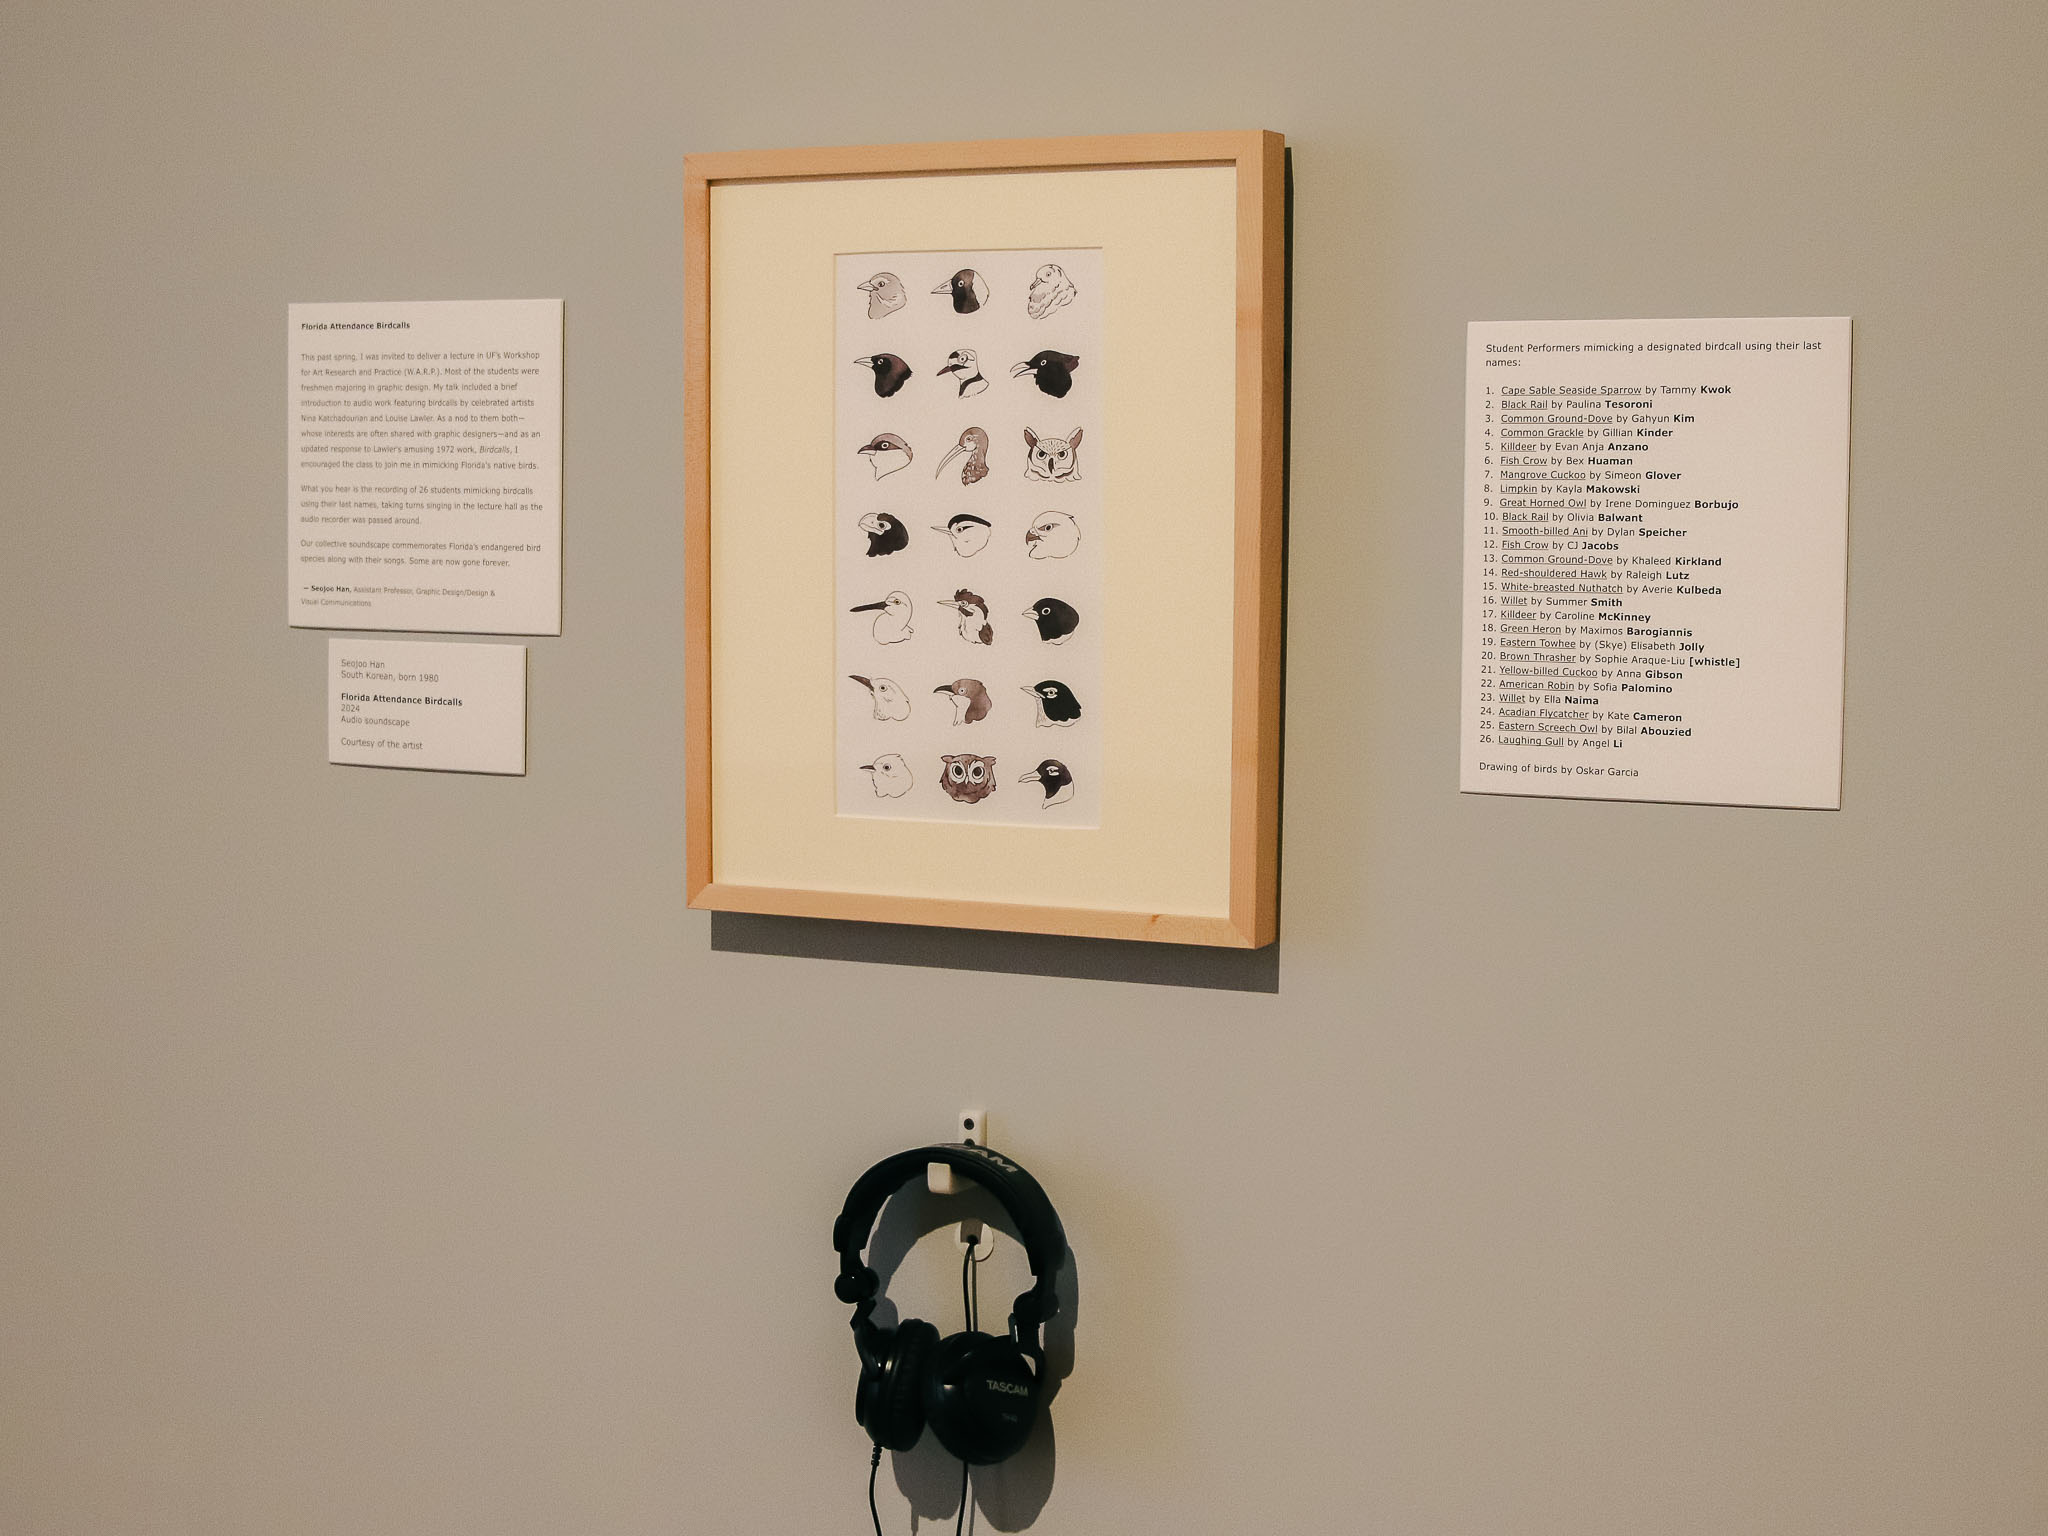 Florida Attendance Birdcalls
This past spring, I was invited to deliver a lecture in UF's Workshop
for Art Research and Practice (W.A.R.P.). Most of the students were
freshmen majoring in graphic design. My talk included a brief
introduction to audio work featuring birdcalls by celebrated artists
Nina Katchadourian and Louise Lawler. As a nod to them both—
whose interests are often shared with graphic designers—and as an
updated response to Lawler's amusing 1972 work, Birdcalls, I
encouraged the class to join me in mimicking Florida's native birds.
What you hear is the recording of 26 students mimicking birdcalls
using their last names, taking turns singing in the lecture hall as the
audio recorder was passed around.
Our collective soundscape commemorates Florida's endangered bird
species along with their songs. Some are now gone forever.
— Seojoo Han, Assistant Professor, Graphic Design/Design &
Visual Communications
Seojoo Han
South Korean, born 1980
Florida Attendance Birdcalls
2024
Audio soundscape
Courtesy of the artist
Student Performers mimicking a designated birdcall using their last
names:
1. Cape Sable Seaside Sparrow by Tammy Kwok
2. Black Rail by Paulina Tesoroni
3. Common Ground-Dove by Gahyun Kim
4. Common Grackle by Gillian Kinder
5. Killdeer by Evan Anja Anzano
6. Fish Crow by Bex Huaman
7. Mangrove Cuckoo by Simeon Glover
8. Limpkin by Kayla Makowski
9. Great Horned Owl by Irene Dominguez Borbujo
10. Black Rail by Olivia Balwant
11. Smooth-billed Ani by Dylan Speicher
12. Fish Crow by CJ Jacobs
13. Common Ground-Dove by Khaleed Kirkland
14. Red-shouldered Hawk by Raleigh Lutz
15. White-breasted Nuthatch by Averie Kulbeda
16. Willet by Summer Smith
17. Killdeer by Caroline McKinney
18. Green Heron by Maximos Barogiannis
19. Eastern Towhee by (Skye) Elisabeth Jolly
20. Brown Thrasher by Sophie Araque-Liu [whistle]
21. Yellow-billed Cuckoo by Anna Gibson
22. American Robin by Sofia Palomino
23. Willet by Ella Naima
24. Acadian Flycatcher by Kate Cameron
25. Eastern Screech Owl by Bilal Abouzied
26. Laughing Gull by Angel Li
Drawing of birds by Oskar Garcia
TASCAM